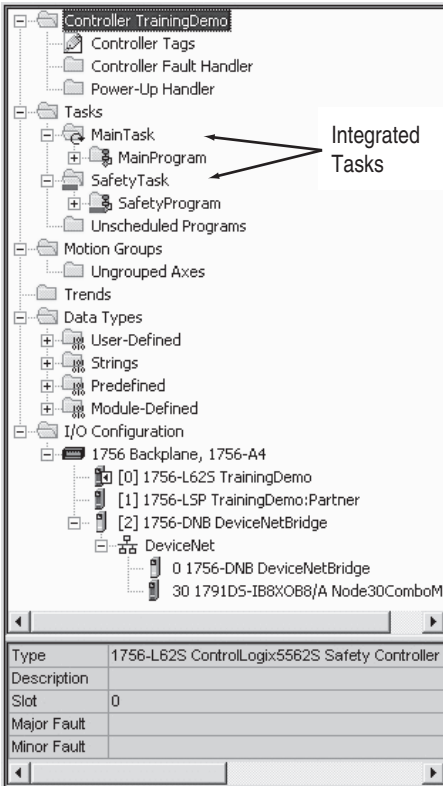 Controller TrainingDemo
Controller Tags
Controller Fault Handler
Power-Up Handler
Tasks
MainTask
MainProgram
SafetyTask
SafetyProgram
Unscheduled Programs
Integrated
Tasks
Motion Groups
Ungrouped Axes
Trends
Data Types
User-Defined
Strings
Predefined
Module-Defined
I/O Configuration
1756 Backplane, 1756-A4
[0] 1756-L62S TrainingDemo
[1] 1756-LSP TrainingDemo:Partner
[2] 1756-DNB DeviceNetBridge
DeviceNet
0 1756-DNB DeviceNetBridge
30 1791DS-IB8XOB8/A Node30ComboM
Type 1756-L62S ControlLogix5562S Safety Controller
Description
Slot 0
Major Fault
Minor Fault